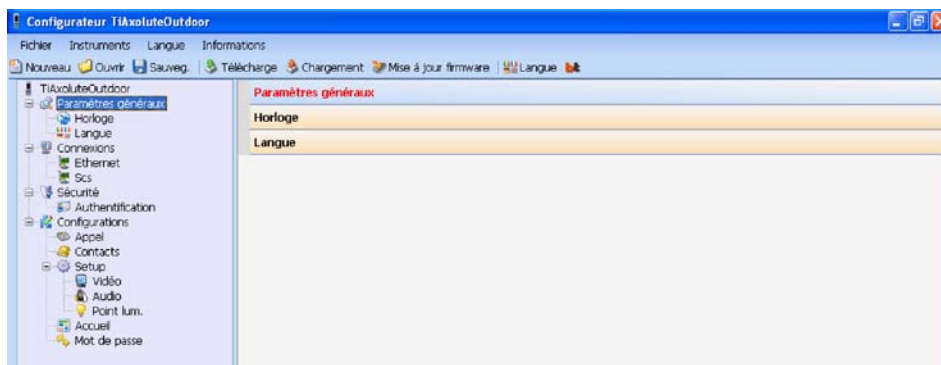 Configurateur TiAxoluteOutdoor
Fichier Instruments Langue Informations
Nouveau Ouvrir Sauveg. Télécharge Chargement Mise à jour firmware Langue
TiAxoluteOutdoor
Paramètres généraux
Horloge
Langue
Connexions
Ethernet
Scs
Sécurité
Authentification
Configurations
Appel
Contacts
Setup
Vidéo
Audio
Point lum.
Accueil
Mot de passe
Paramètres généraux
Horloge
Langue